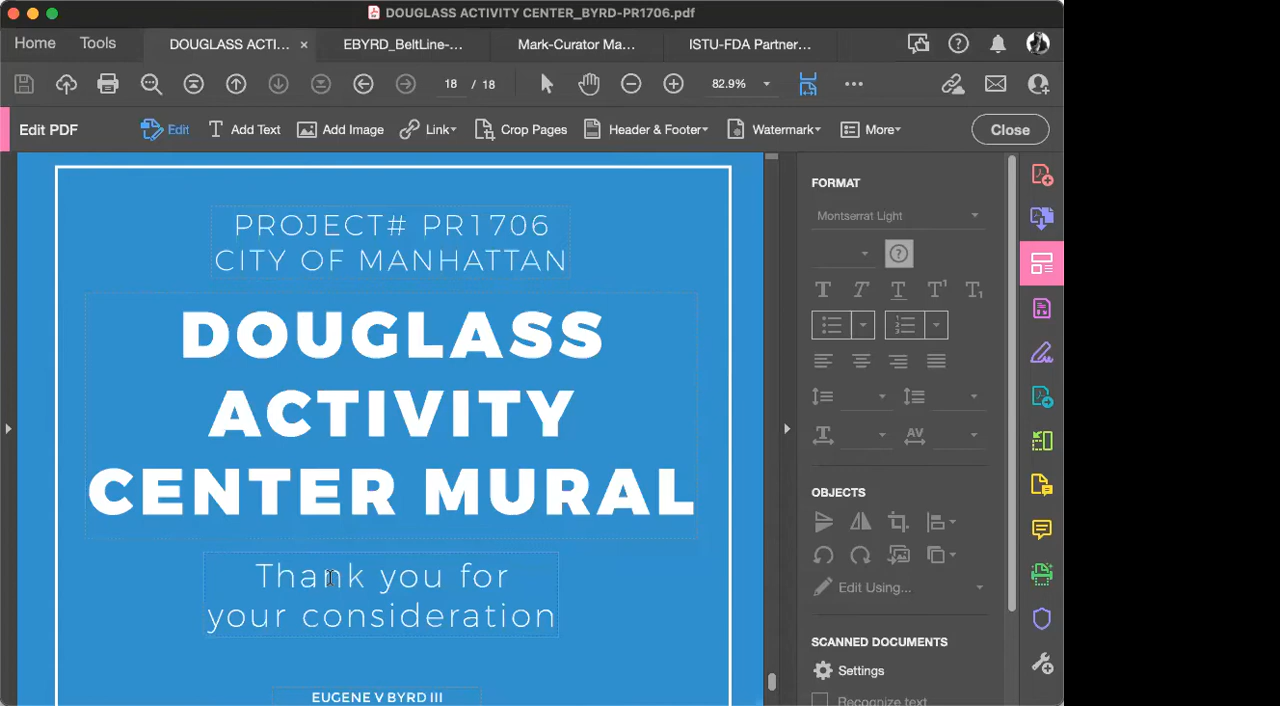 DOUGLASS ACTIVITY CENTER_BYRD-PR1706.pdf
Home
Tools
DOUGLASS ACTI... ×
EBYRD_BeltLine-...
Mark-Curator Ma...
ISTU-FDA Partner...
18 / 18
82.9%
Edit PDF
Edit
Add Text
Add Image
Link
Crop Pages
Header & Footer
Watermark
More
Close
PROJECT# PR1706
CITY OF MANHATTAN
DOUGLASS
ACTIVITY
CENTER MURAL
Thank you for
your consideration
EUGENE V BYRD III
FORMAT
Montserrat Light
OBJECTS
Edit Using...
SCANNED DOCUMENTS
Settings
Recognize text